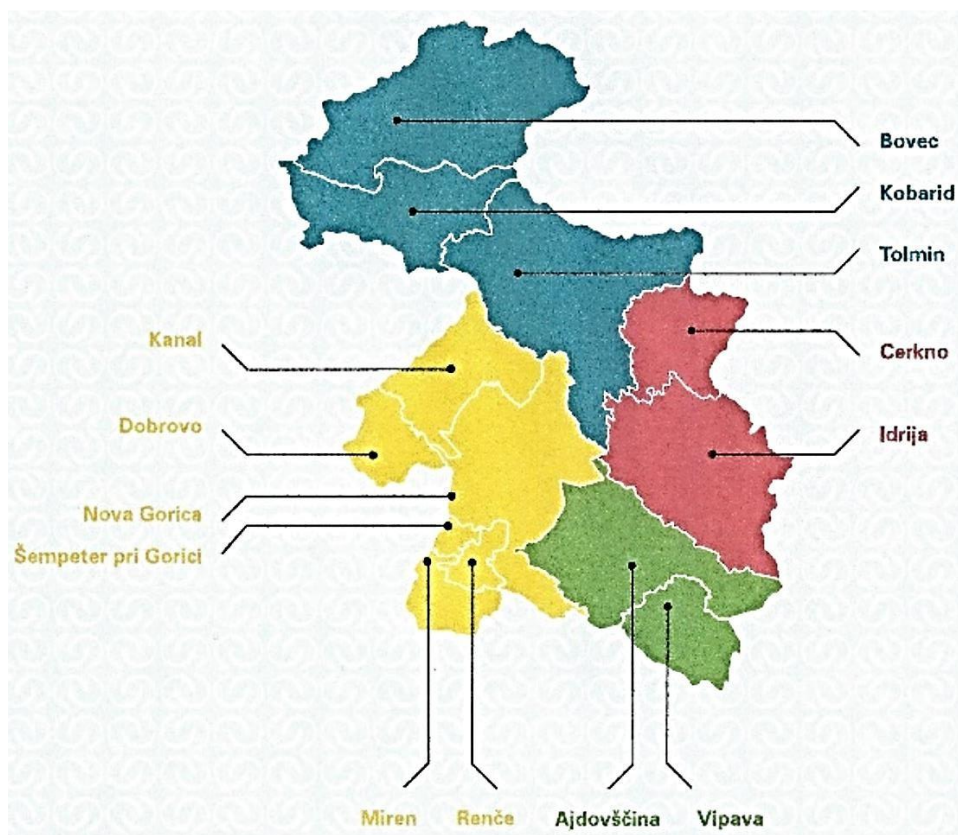 Bovec
Kobarid
Tolmin
Kanal
Cerkno
Dobrovo
Idrija
Nova Gorica
Šempeter pri Gorici
Miren
Renče
Ajdovščina
Vipava